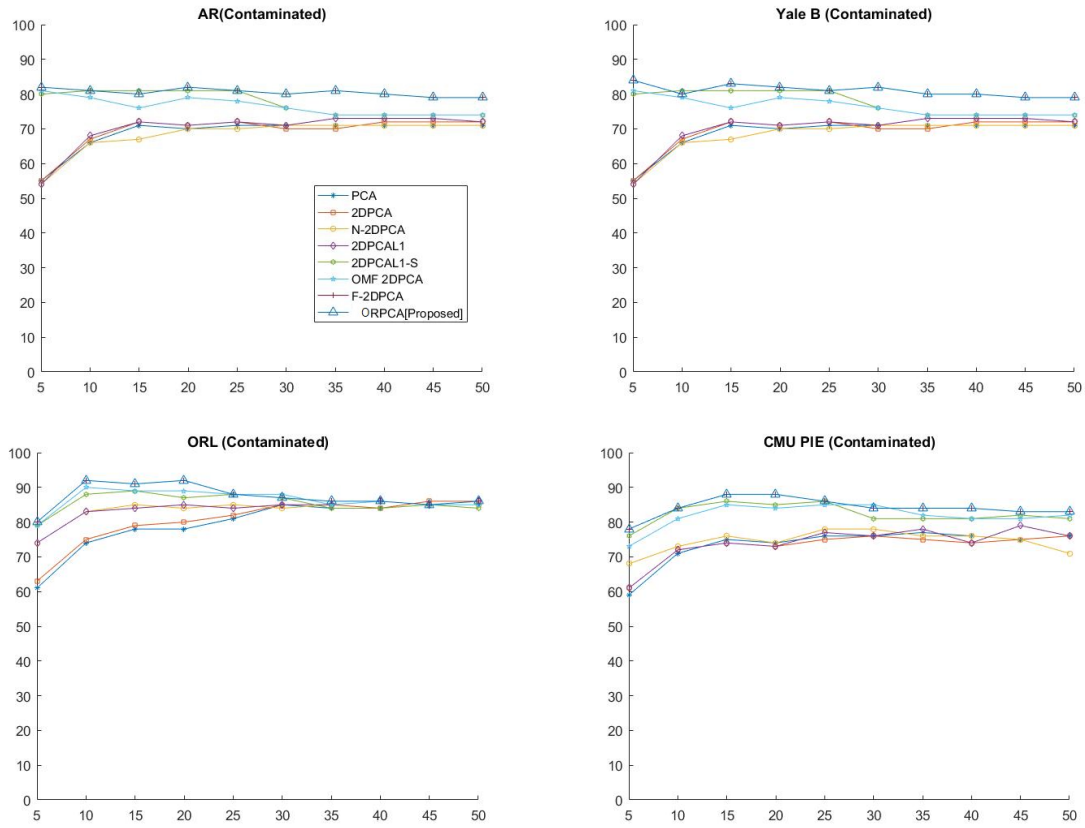 AR(Contaminated)
100
90
80
70
60
50
40
30
20
10
0
5 10 15 20 25 30 35 40 45 50
PCA
2DPCA
N-2DPCA
2DPCAL1
2DPCAL1-S
OMF 2DPCA
F-2DPCA
ORPCA[Proposed]
Yale B (Contaminated)
100
90
80
70
60
50
40
30
20
10
0
5 10 15 20 25 30 35 40 45 50
ORL (Contaminated)
100
90
80
70
60
50
40
30
20
10
0
5 10 15 20 25 30 35 40 45 50
CMU PIE (Contaminated)
100
90
80
70
60
50
40
30
20
10
0
5 10 15 20 25 30 35 40 45 50